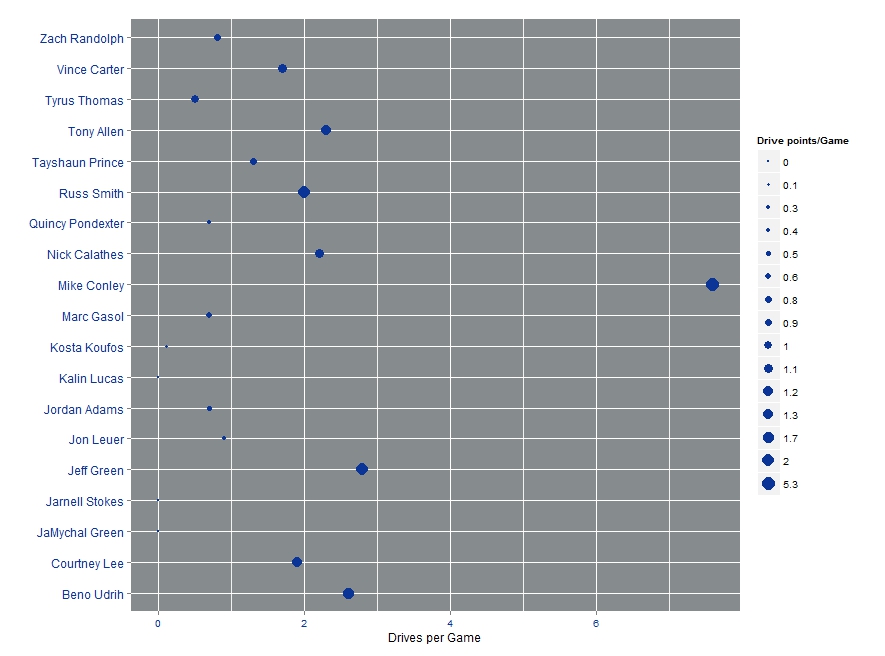 Zach Randolph
Vince Carter
Tyrus Thomas
Tony Allen
Tayshaun Prince
Russ Smith
Quincy Pondexter
Nick Calathes
Mike Conley
Marc Gasol
Kosta Koufos
Kalin Lucas
Jordan Adams
Jon Leuer
Jeff Green
Jarnell Stokes
JaMychal Green
Courtney Lee
Beno Udrih
0 2 4 6
Drives per Game
Drive points/Game
0
0.1
0.3
0.4
0.5
0.6
0.8
0.9
1
1.1
1.2
1.3
1.7
2
5.3